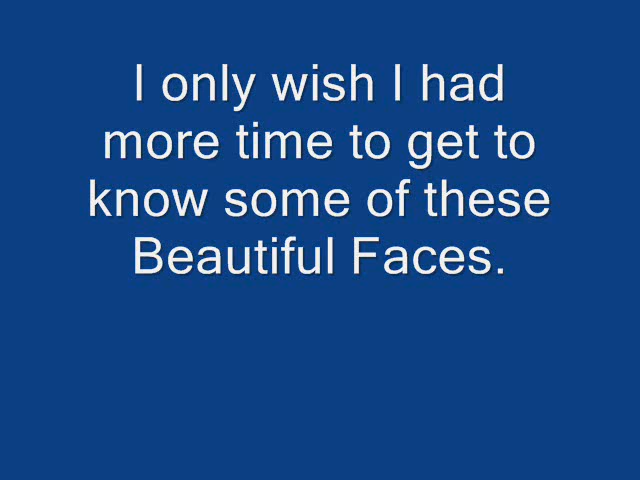 I only wish I had
more time to get to
know some of these
Beautiful Faces.